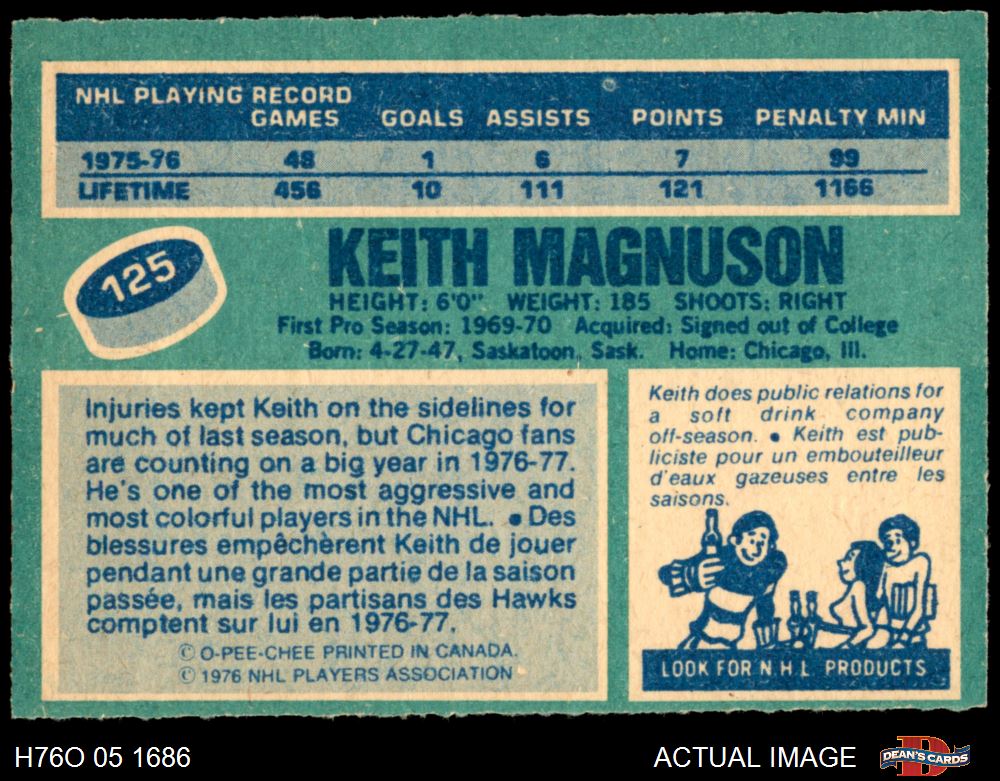 NHL PLAYING RECORD
GAMES GOALS ASSISTS POINTS PENALTY MIN
1975-76 48 1 6 7 99
LIFETIME 456 10 111 121 1166
125
KEITH MAGNUSON
HEIGHT: 6'0" WEIGHT: 185 SHOOTS: RIGHT
First Pro Season: 1969-70 Acquired: Signed out of College
Born: 4-27-47, Saskatoon, Sask. Home: Chicago, Ill.
Injuries kept Keith on the sidelines for
much of last season, but Chicago fans
are counting on a big year in 1976-77.
He's one of the most aggressive and
most colorful players in the NHL. • Des
blessures empêchèrent Keith de jouer
pendant une grande partie de la saison
passée, mais les partisans des Hawks
comptent sur lui en 1976-77.
© O-PEE-CHEE PRINTED IN CANADA.
© 1976 NHL PLAYERS ASSOCIATION
Keith does public relations for
a soft drink company
off-season. • Keith est pub-
liciste pour un embouteilleur
d'eaux gazeuses entre les
saisons.
LOOK FOR N.H.L PRODUCTS
H76O 05 1686 ACTUAL IMAGE DEAN'S CARDS